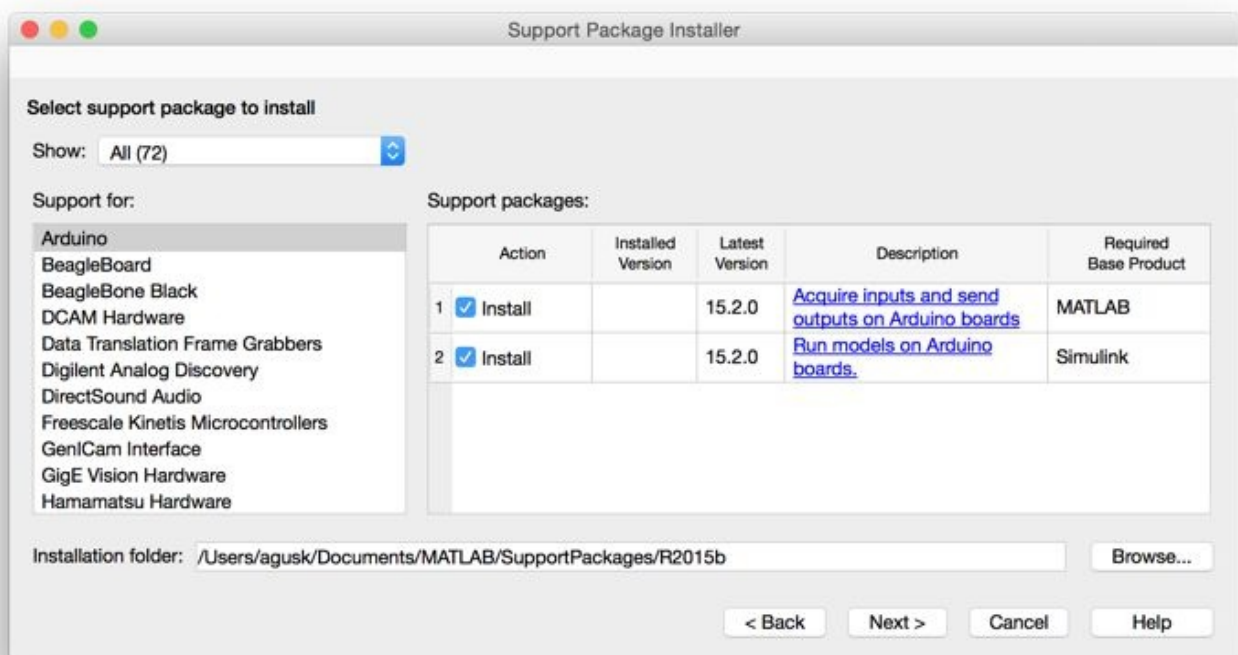 Support Package Installer
Select support package to install
Show: All (72)
Support for:
Arduino
BeagleBoard
BeagleBone Black
DCAM Hardware
Data Translation Frame Grabbers
Digilent Analog Discovery
DirectSound Audio
Freescale Kinetis Microcontrollers
GenICam Interface
GigE Vision Hardware
Hamamatsu Hardware
Support packages:
Action Installed Version Latest Version Description Required Base Product
1 Install 15.2.0 Acquire inputs and send outputs on Arduino boards MATLAB
2 Install 15.2.0 Run models on Arduino boards. Simulink
Installation folder: /Users/agusk/Documents/MATLAB/SupportPackages/R2015b Browse...
< Back Next > Cancel Help